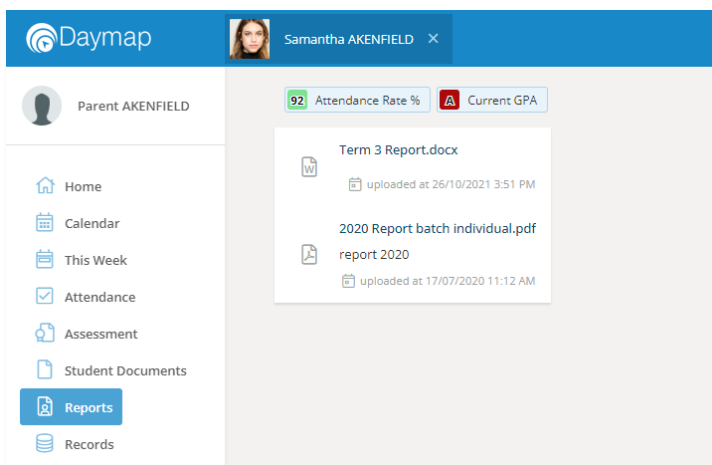 Daymap
Samantha AKENFIELD
Parent AKENFIELD
92 Attendance Rate % A Current GPA
Term 3 Report.docx
W
uploaded at 26/10/2021 3:51 PM
2020 Report batch individual.pdf
report 2020
uploaded at 17/07/2020 11:12 AM
Home
Calendar
This Week
Attendance
Assessment
Student Documents
Reports
Records